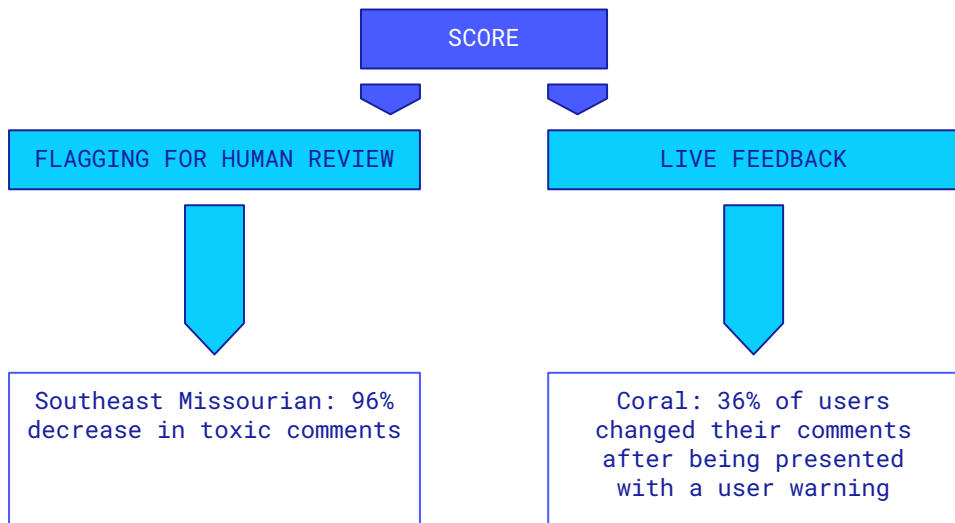 SCORE
FLAGGING FOR HUMAN REVIEW
LIVE FEEDBACK
Southeast Missourian: 96%
decrease in toxic comments
Coral: 36% of users
changed their comments
after being presented
with a user warning